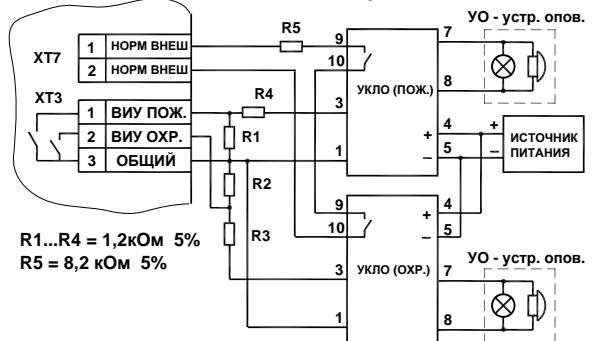 УО - устр. опов.
R5
9
7
XT7
1 НОРМ ВНЕШ
2 НОРМ ВНЕШ
10
R4
УКЛО (ПОЖ.)
8
XT3
1 ВИУ ПОЖ.
3
4
+
+
2 ВИУ ОХР.
R1
ИСТОЧНИК
ПИТАНИЯ
3 ОБЩИЙ
1
–
5
–
R2
9
+
4
R1...R4 = 1,2кОм 5%
R3
10
–
5
R5 = 8,2 кОм 5%
УО - устр. опов.
3
УКЛО (ОХР.)
7
1
8